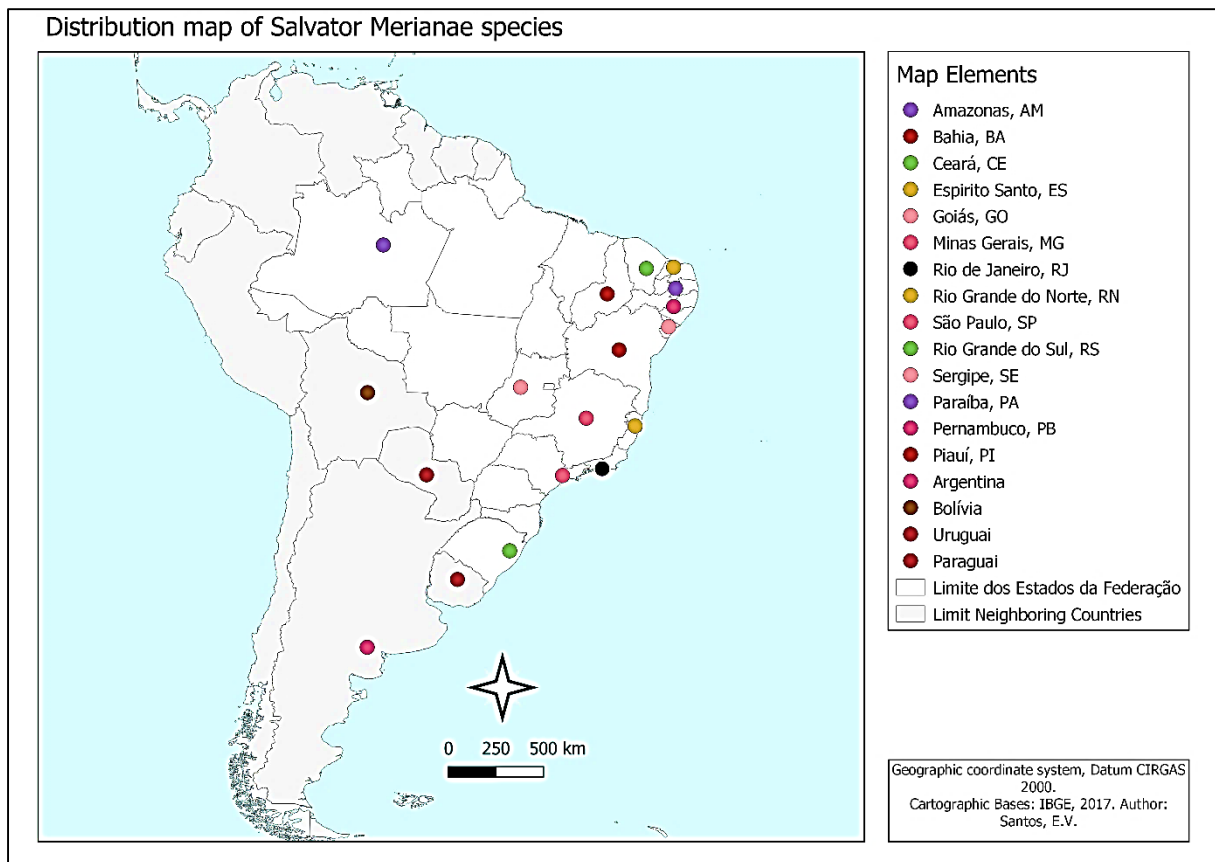 Distribution map of Salvator Merianae species
Map Elements
Amazonas, AM
Bahia, BA
Ceará, CE
Espirito Santo, ES
Goiás, GO
Minas Gerais, MG
Rio de Janeiro, RJ
Rio Grande do Norte, RN
São Paulo, SP
Rio Grande do Sul, RS
Sergipe, SE
Paraíba, PA
Pernambuco, PB
Piauí, PI
Argentina
Bolívia
Uruguai
Paraguai
Limite dos Estados da Federação
Limit Neighboring Countries
0 250 500 km
Geographic coordinate system, Datum CIRGAS
2000.
Cartographic Bases: IBGE, 2017. Author:
Santos, E.V.